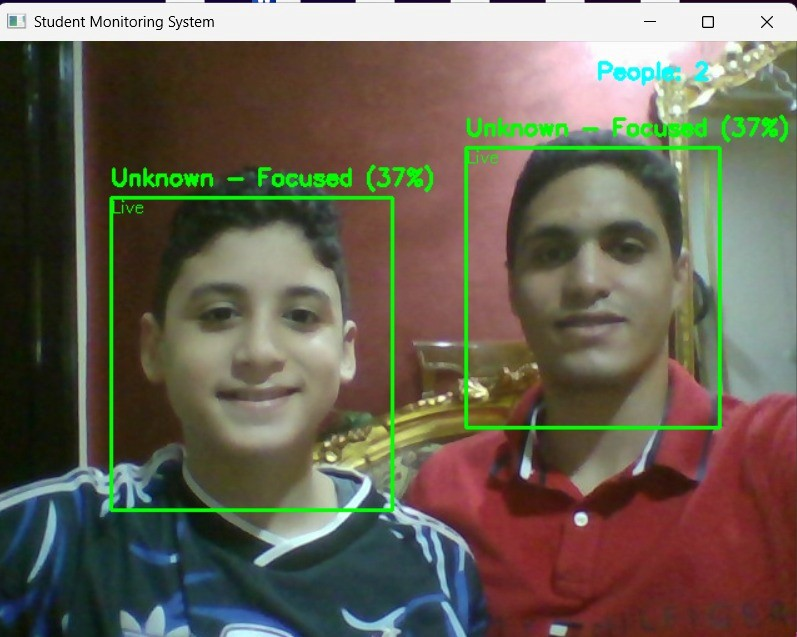 Student Monitoring System
People: 2
Unknown - Focused (37%)
Live
Unknown - Focused (37%)
Live